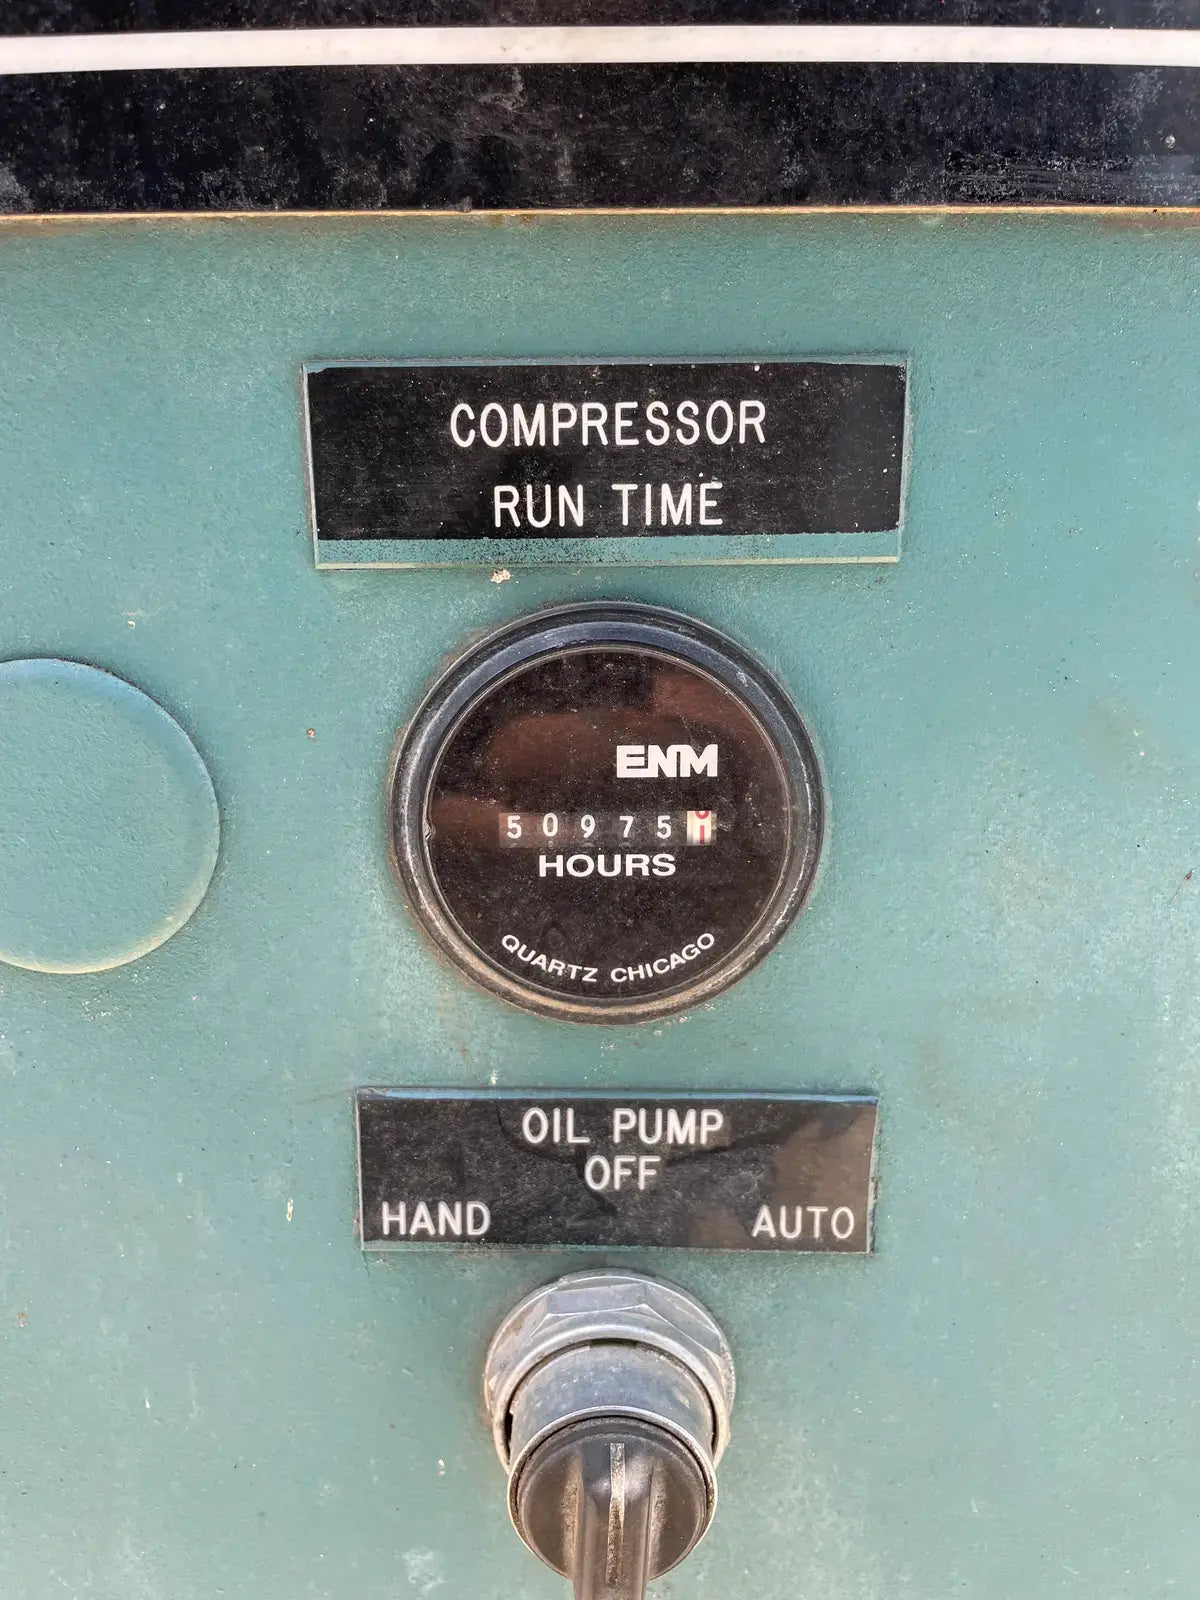 COMPRESSOR
RUN TIME
ENM
50975
HOURS
QUARTZ CHICAGO
OIL PUMP
OFF
HAND AUTO